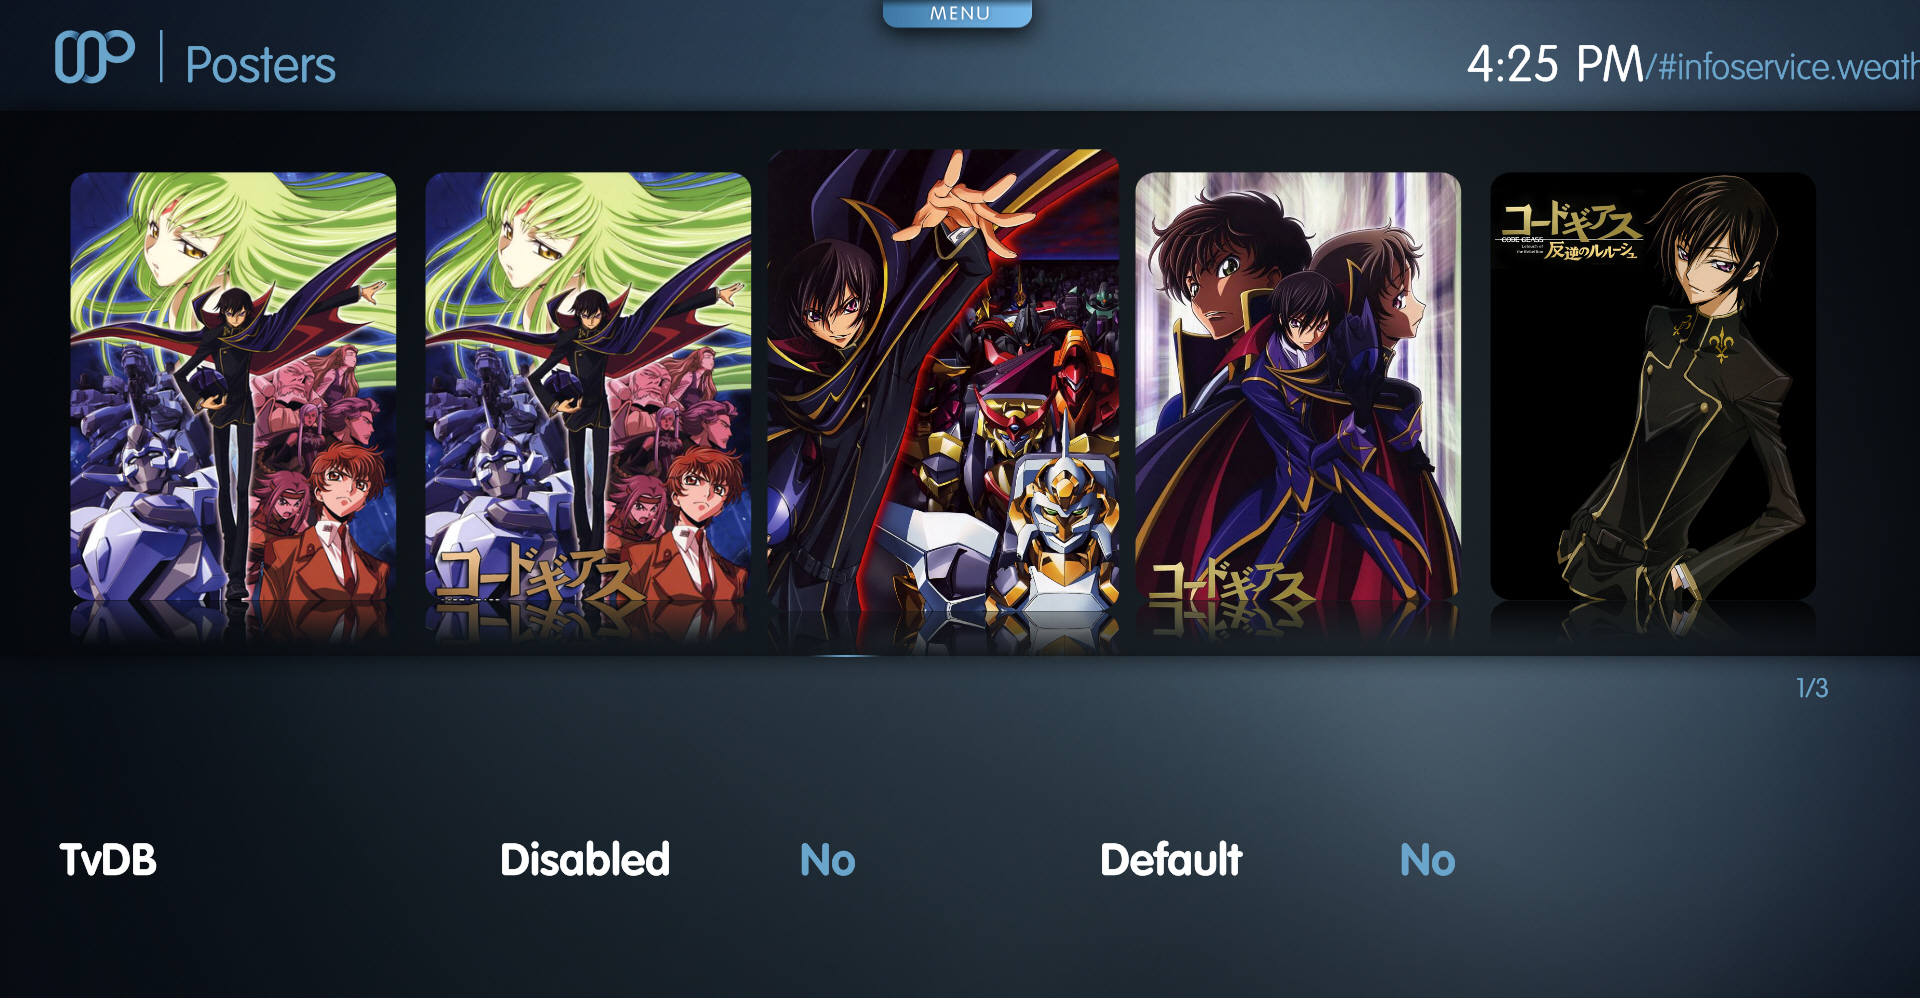 MENU
Posters
4:25 PM/#infoservice.weath
コードギアス
コードギアス
コードギアス
CODE GEASS
反逆のルルーシュ
1/3
TvDB
Disabled
No
Default
No